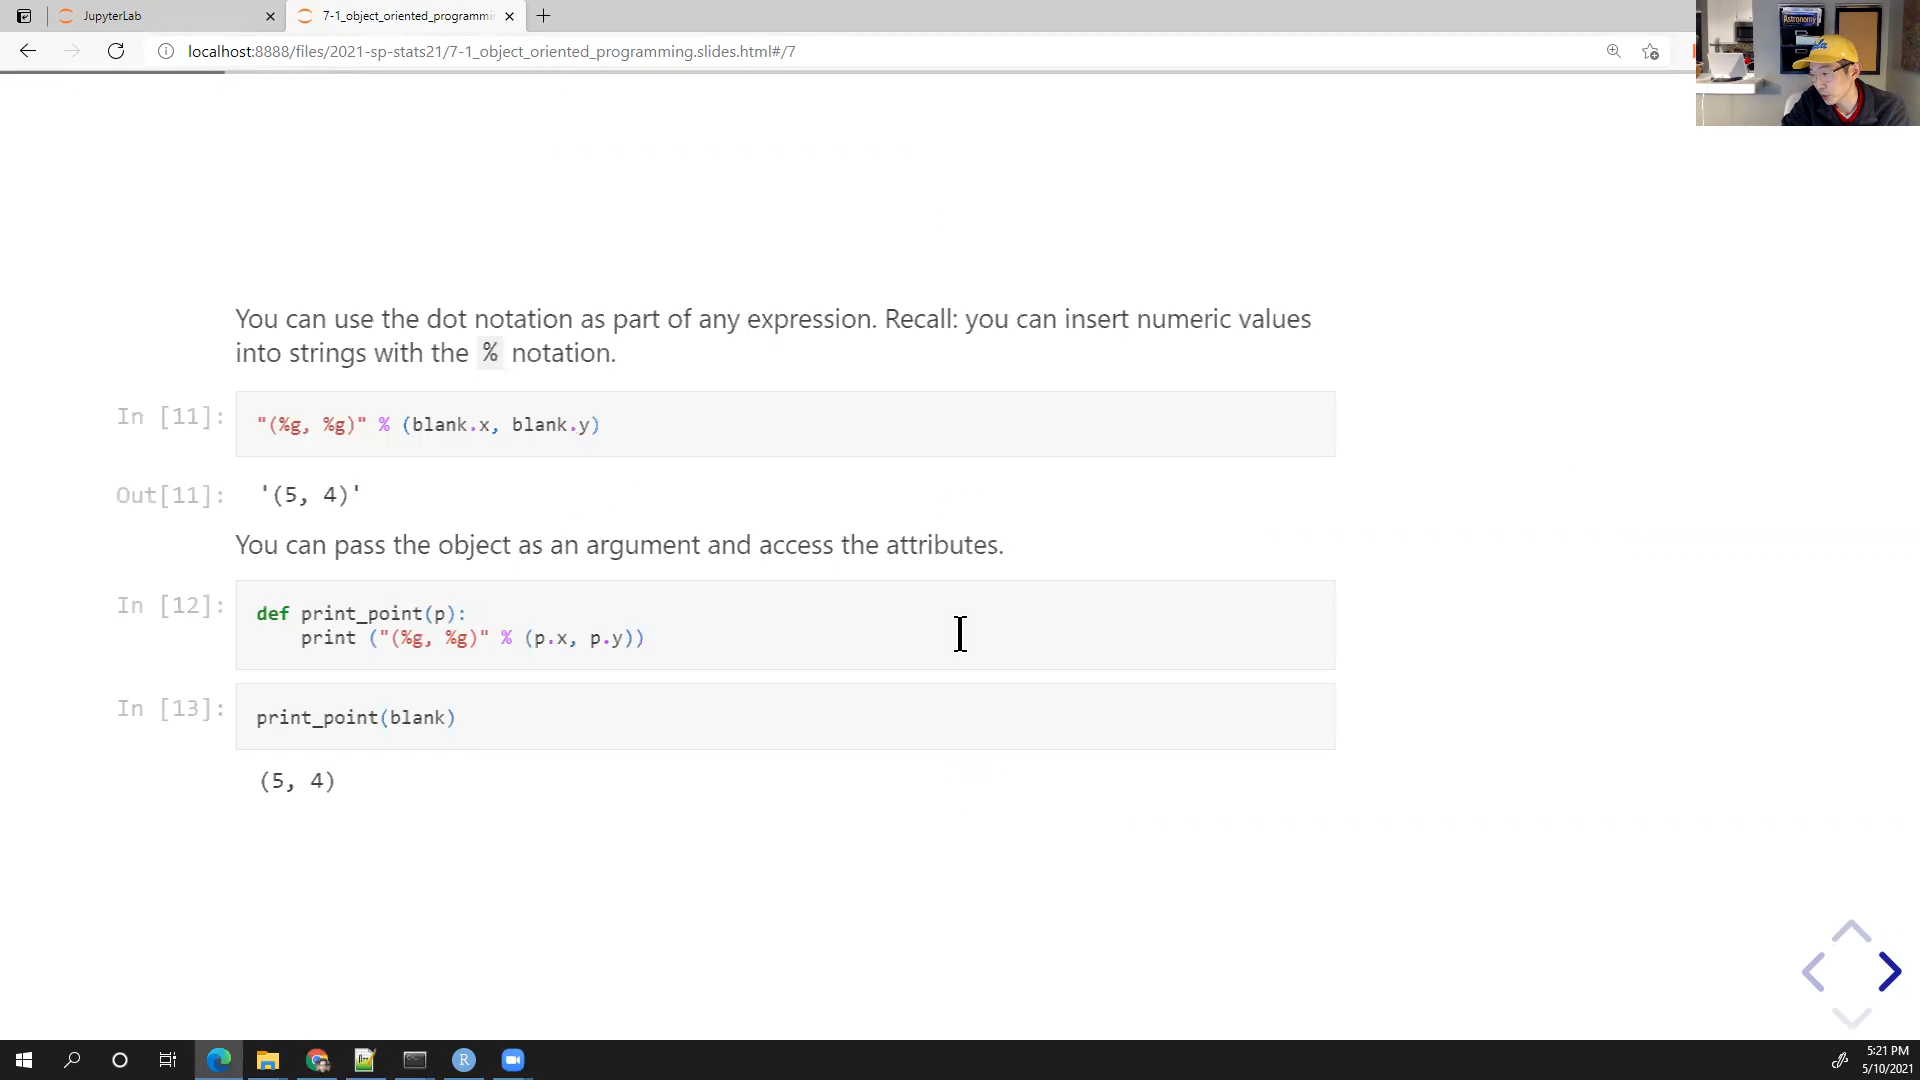 JupyterLab
7-1_object_oriented_programmin
localhost:8888/files/2021-sp-stats21/7-1_object_oriented_programming.slides.html#/7
Astronomy
You can use the dot notation as part of any expression. Recall: you can insert numeric values
into strings with the % notation.
In [11]:
"(%g, %g)" % (blank.x, blank.y)
Out[11]:
'(5, 4)'
You can pass the object as an argument and access the attributes.
In [12]:
def print_point(p):
    print ("(%g, %g)" % (p.x, p.y))
In [13]:
print_point(blank)
(5, 4)
R
5:21 PM
5/10/2021